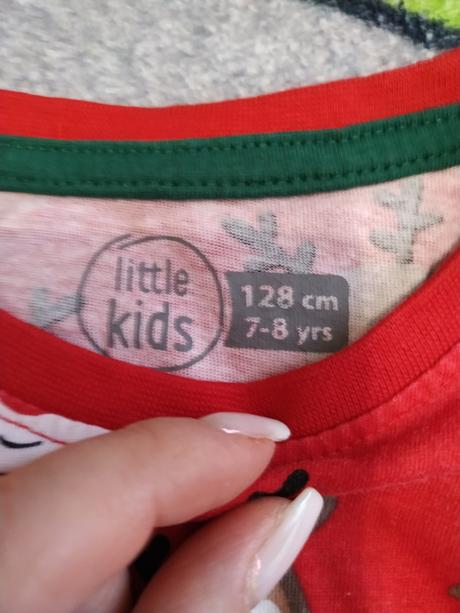 little
kids
128 cm
7-8 yrs